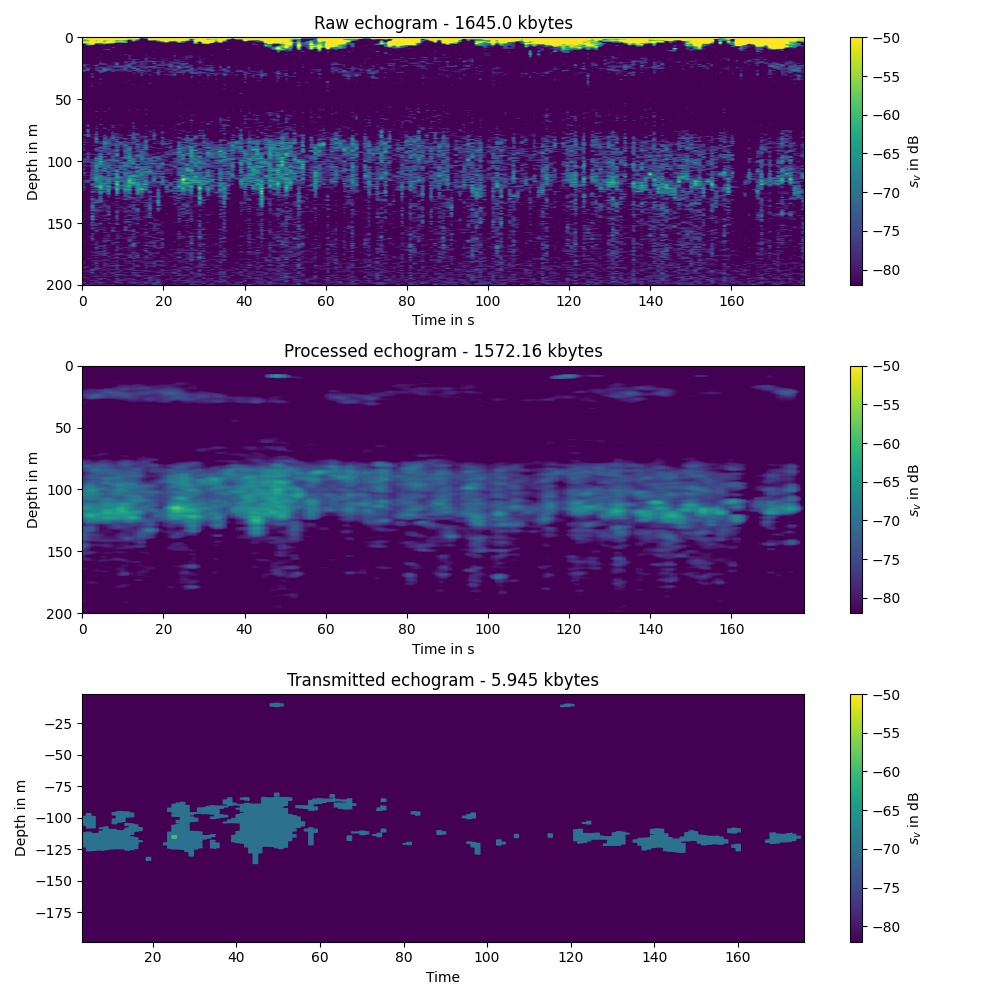 Raw echogram - 1645.0 kbytes
0
50
100
150
200
Depth in m
0 20 40 60 80 100 120 140 160
Time in s
−50
−55
−60
−65
−70
−75
−80
sv in dB
Processed echogram - 1572.16 kbytes
0
50
100
150
200
Depth in m
0 20 40 60 80 100 120 140 160
Time in s
−50
−55
−60
−65
−70
−75
−80
sv in dB
Transmitted echogram - 5.945 kbytes
−25
−50
−75
−100
−125
−150
−175
Depth in m
20 40 60 80 100 120 140 160
Time
−50
−55
−60
−65
−70
−75
−80
sv in dB